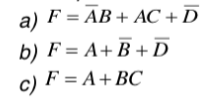 a) F = A̅B + AC + D̅
b) F = A + B̅ + D̅
c) F = A + BC